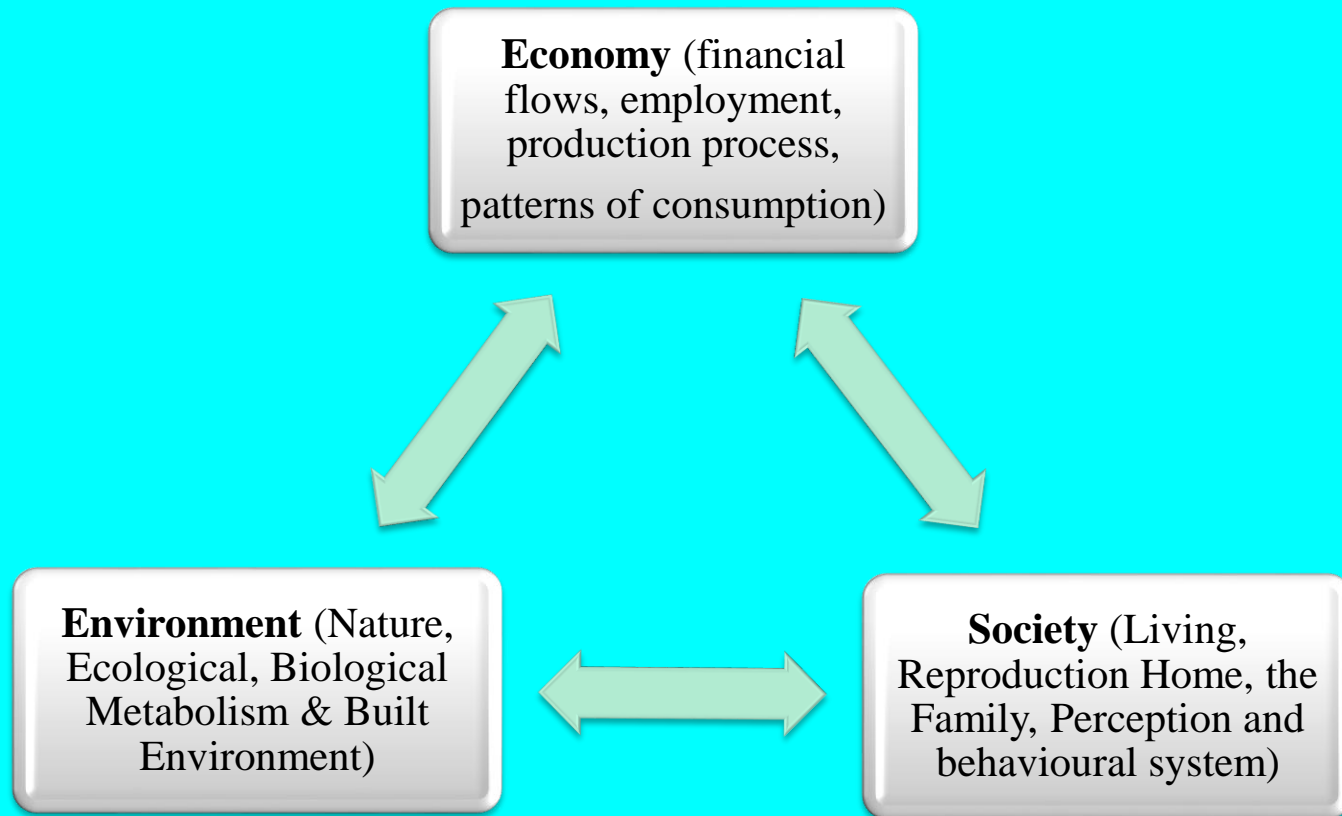 Economy (financial
flows, employment,
production process,
patterns of consumption)
Environment (Nature,
Ecological, Biological
Metabolism & Built
Environment)
Society (Living,
Reproduction Home, the
Family, Perception and
behavioural system)